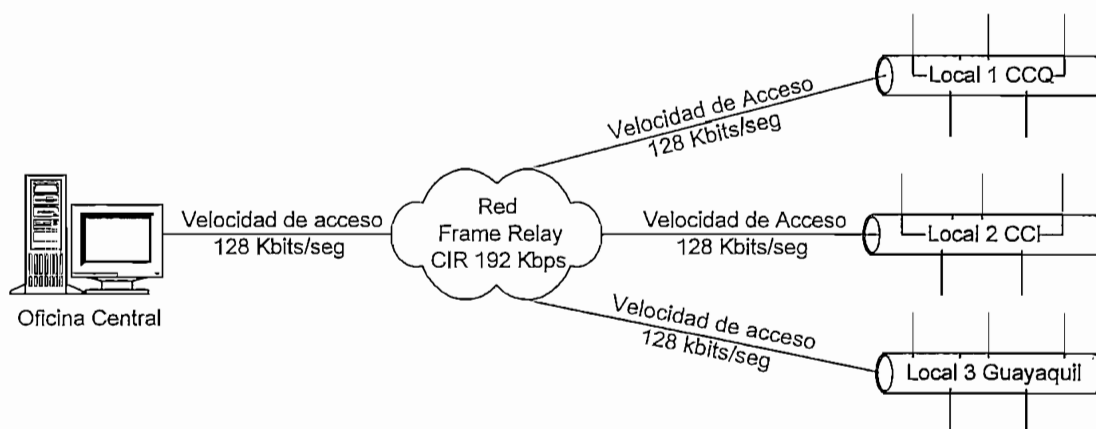 Local 1 CCQ
Velocidad de Acceso
128 Kbits/seg
Red
Frame Relay
CIR 192 Kbps
Velocidad de acceso
128 Kbits/seg
Velocidad de Acceso
128 Kbits/seg
Local 2 CCI
Oficina Central
Velocidad de acceso
128 kbits/seg
Local 3 Guayaquil